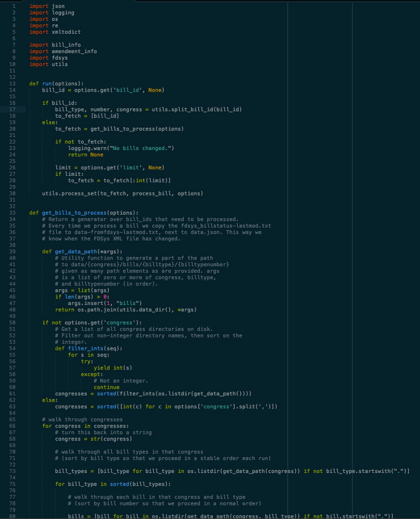 1 import json
2 import logging
3 import os
4 import re
5 import xmltodict
6
7 import bill_info
8 import amendment_info
9 import fdsys
10 import utils
11
12
13 def run(options):
14 bill_id = options.get('bill_id', None)
15
16 if bill_id:
17 bill_type, number, congress = utils.split_bill_id(bill_id)
18 to_fetch = [bill_id]
19 else:
20 to_fetch = get_bills_to_process(options)
21
22 if not to_fetch:
23 logging.warn("No bills changed.")
24 return None
25
26 limit = options.get('limit', None)
27 if limit:
28 to_fetch = to_fetch[:int(limit)]
29
30 utils.process_set(to_fetch, process_bill, options)
31
32
33 def get_bills_to_process(options):
34 # Return a generator over bill_ids that need to be processed.
35 # Every time we process a bill we copy the fdsys_billstatus-lastmod.txt
36 # file to data-fromfdsys-lastmod.txt, next to data.json. This way we
37 # know when the FDSys XML file has changed.
38
39 def get_data_path(*args):
40 # Utility function to generate a part of the path
41 # to data/{congress}/bills/{billtype}/{billtypenumber}
42 # given as many path elements as are provided. args
43 # is a list of zero or more of congress, billtype,
44 # and billtypenumber (in order).
45 args = list(args)
46 if len(args) > 0:
47 args.insert(1, "bills")
48 return os.path.join(utils.data_dir(), *args)
49
50 if not options.get('congress'):
51 # Get a list of all congress directories on disk.
52 # Filter out non-integer directory names, then sort on the
53 # integer.
54 def filter_ints(seq):
55 for s in seq:
56 try:
57 yield int(s)
58 except:
59 # Not an integer.
60 continue
61 congresses = sorted(filter_ints(os.listdir(get_data_path())))
62 else:
63 congresses = sorted([int(c) for c in options['congress'].split(',')])
64
65 # walk through congresses
66 for congress in congresses:
67 # turn this back into a string
68 congress = str(congress)
69
70 # walk through all bill types in that congress
71 # (sort by bill type so that we proceed in a stable order each run)
72
73 bill_types = [bill_type for bill_type in os.listdir(get_data_path(congress)) if not bill_type.startswith(".")]
74
75 for bill_type in sorted(bill_types):
76
77 # walk through each bill in that congress and bill type
78 # (sort by bill number so that we proceed in a normal order)
79
80 bills = [bill for bill in os.listdir(get_data_path(congress, bill_type)) if not bill.startswith(".")]